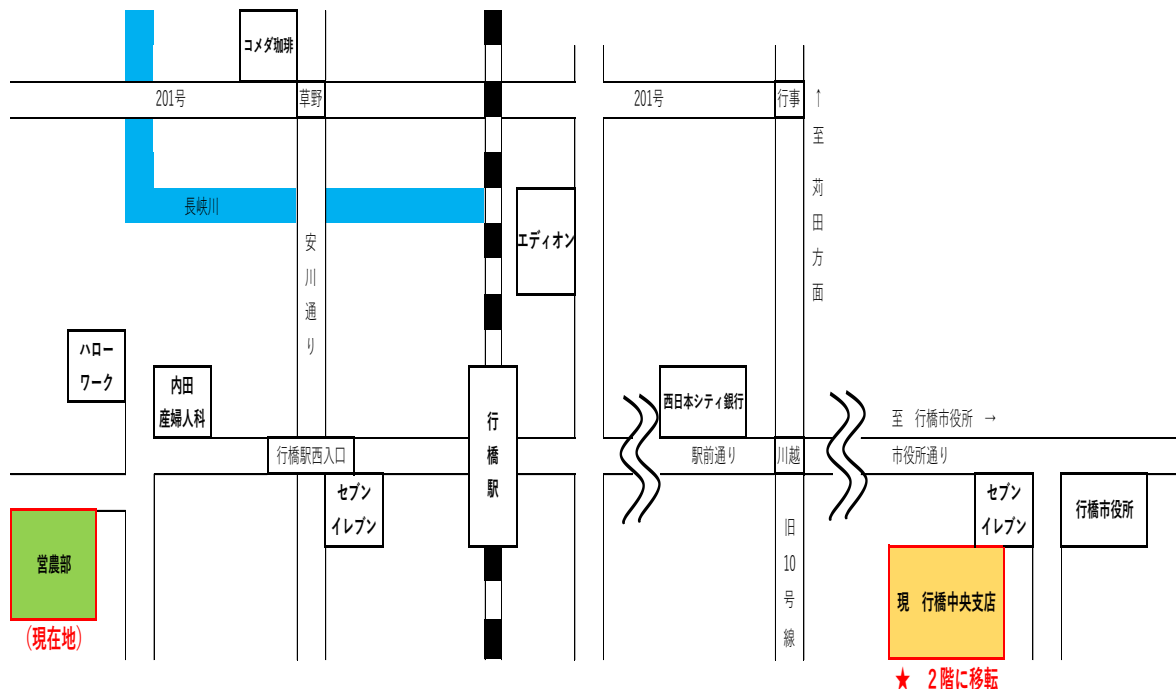 コメダ珈琲
201号
草野
201号
行事
↑至 苅田方面
長峡川
エディオン
安川通り
ハロー
ワーク
内田
産婦人科
行橋駅
西日本シティ銀行
至 行橋市役所 →
行橋駅西入口
駅前通り
川越
市役所通り
セブン
イレブン
セブン
イレブン
行橋市役所
旧10号線
営農部
(現在地)
現 行橋中央支店
★ 2階に移転